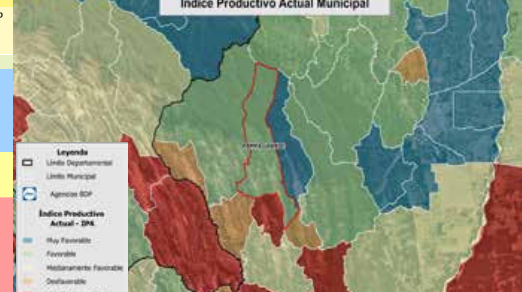 Índice Productivo Actual Municipal
Leyenda
Límite Departamental
Límite Municipal
Agencias BDP
Índice Productivo
Actual - IPA
Muy Favorable
Favorable
Medianamente Favorable
Desfavorable